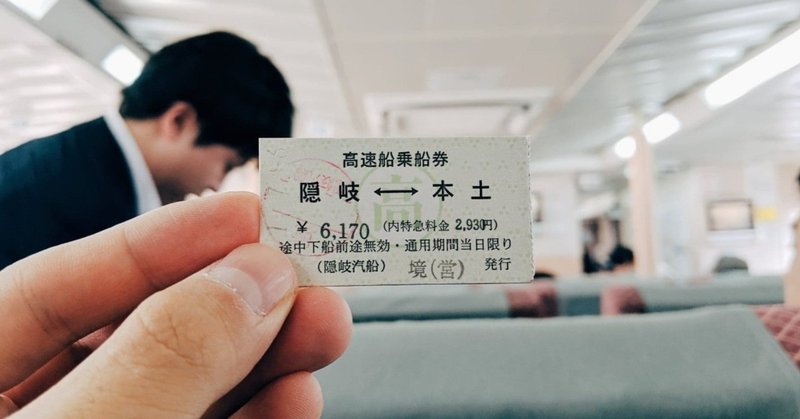 高速船乗船券
隠岐⟷本土
¥ 6,170 (内特急料金 2,930円)
途中下船前途無効・通用期間当日限り
(隠岐汽船) 境(営) 発行
高